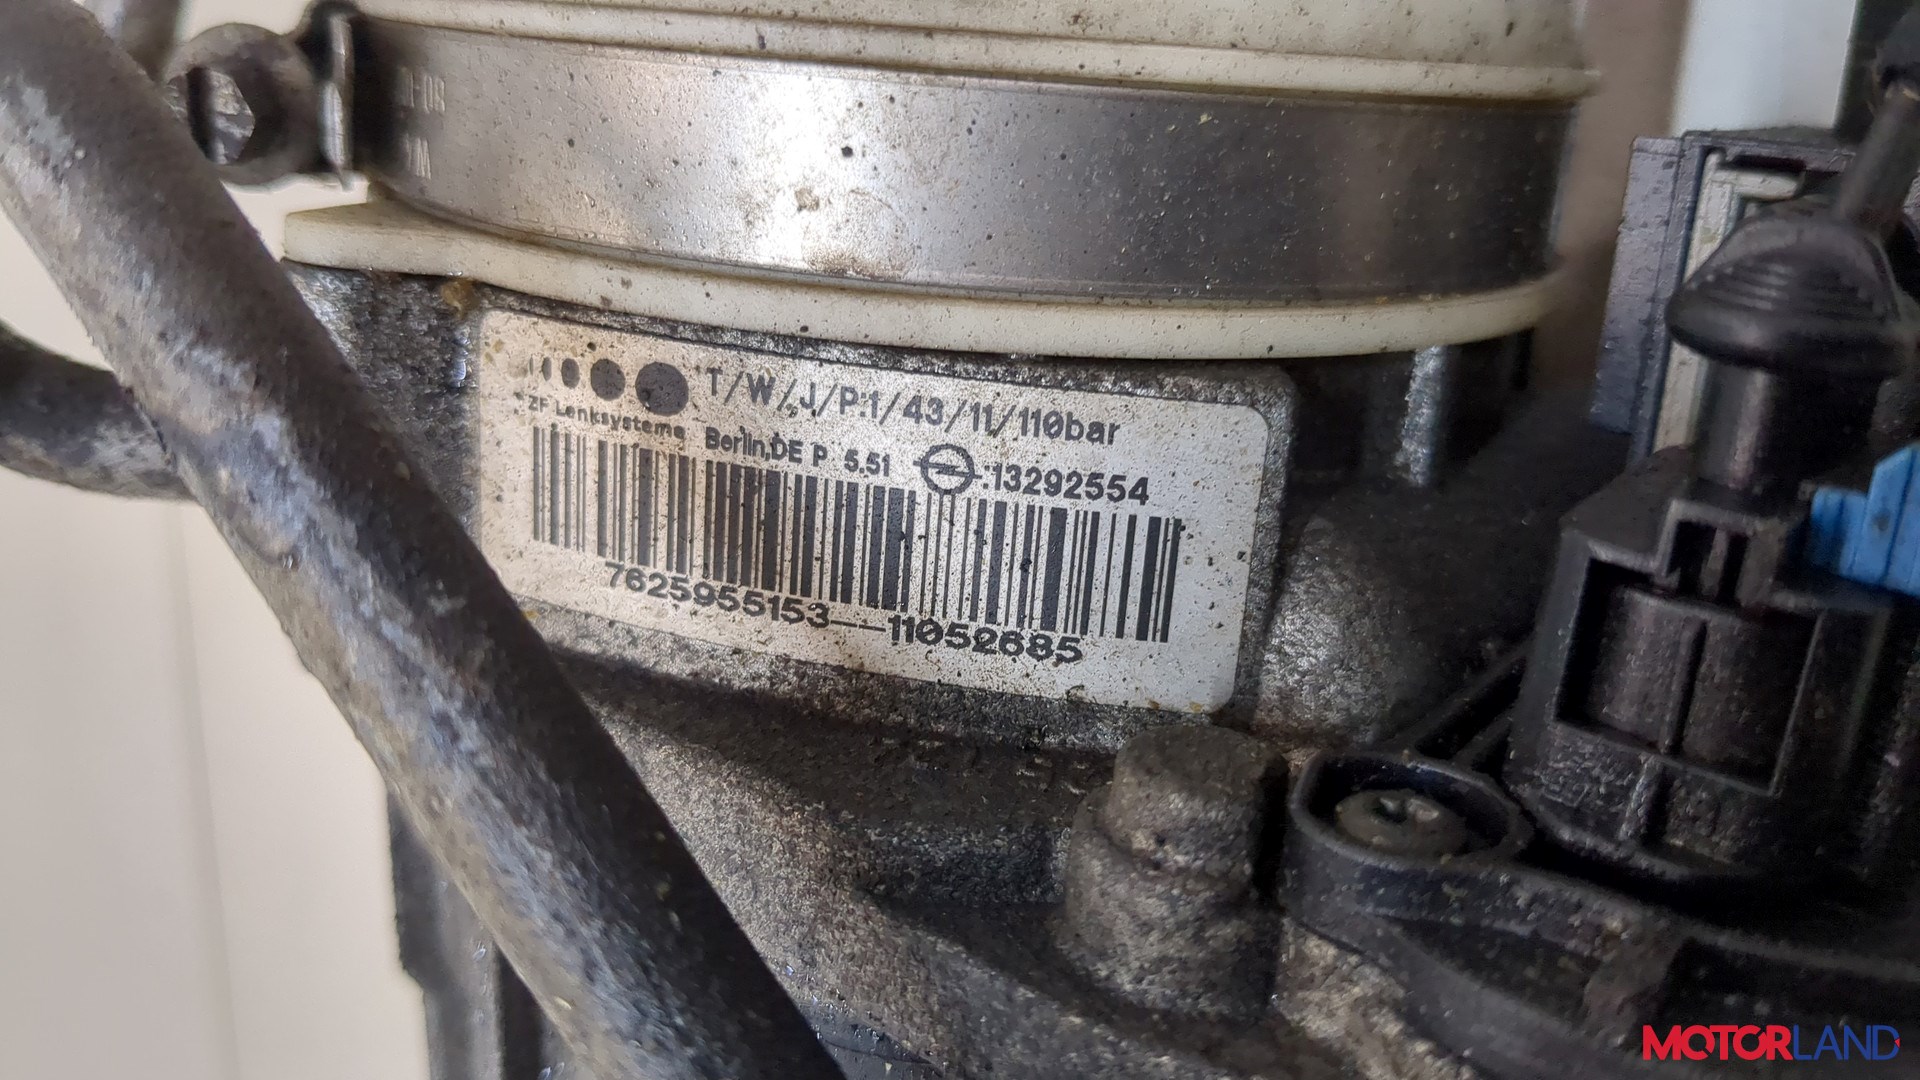 T/W/J/P:1/43/11/110bar
ZF Lenksysteme Berlin,DE P 5.51 :13292554
7625955153--11052685
MOTORLAND